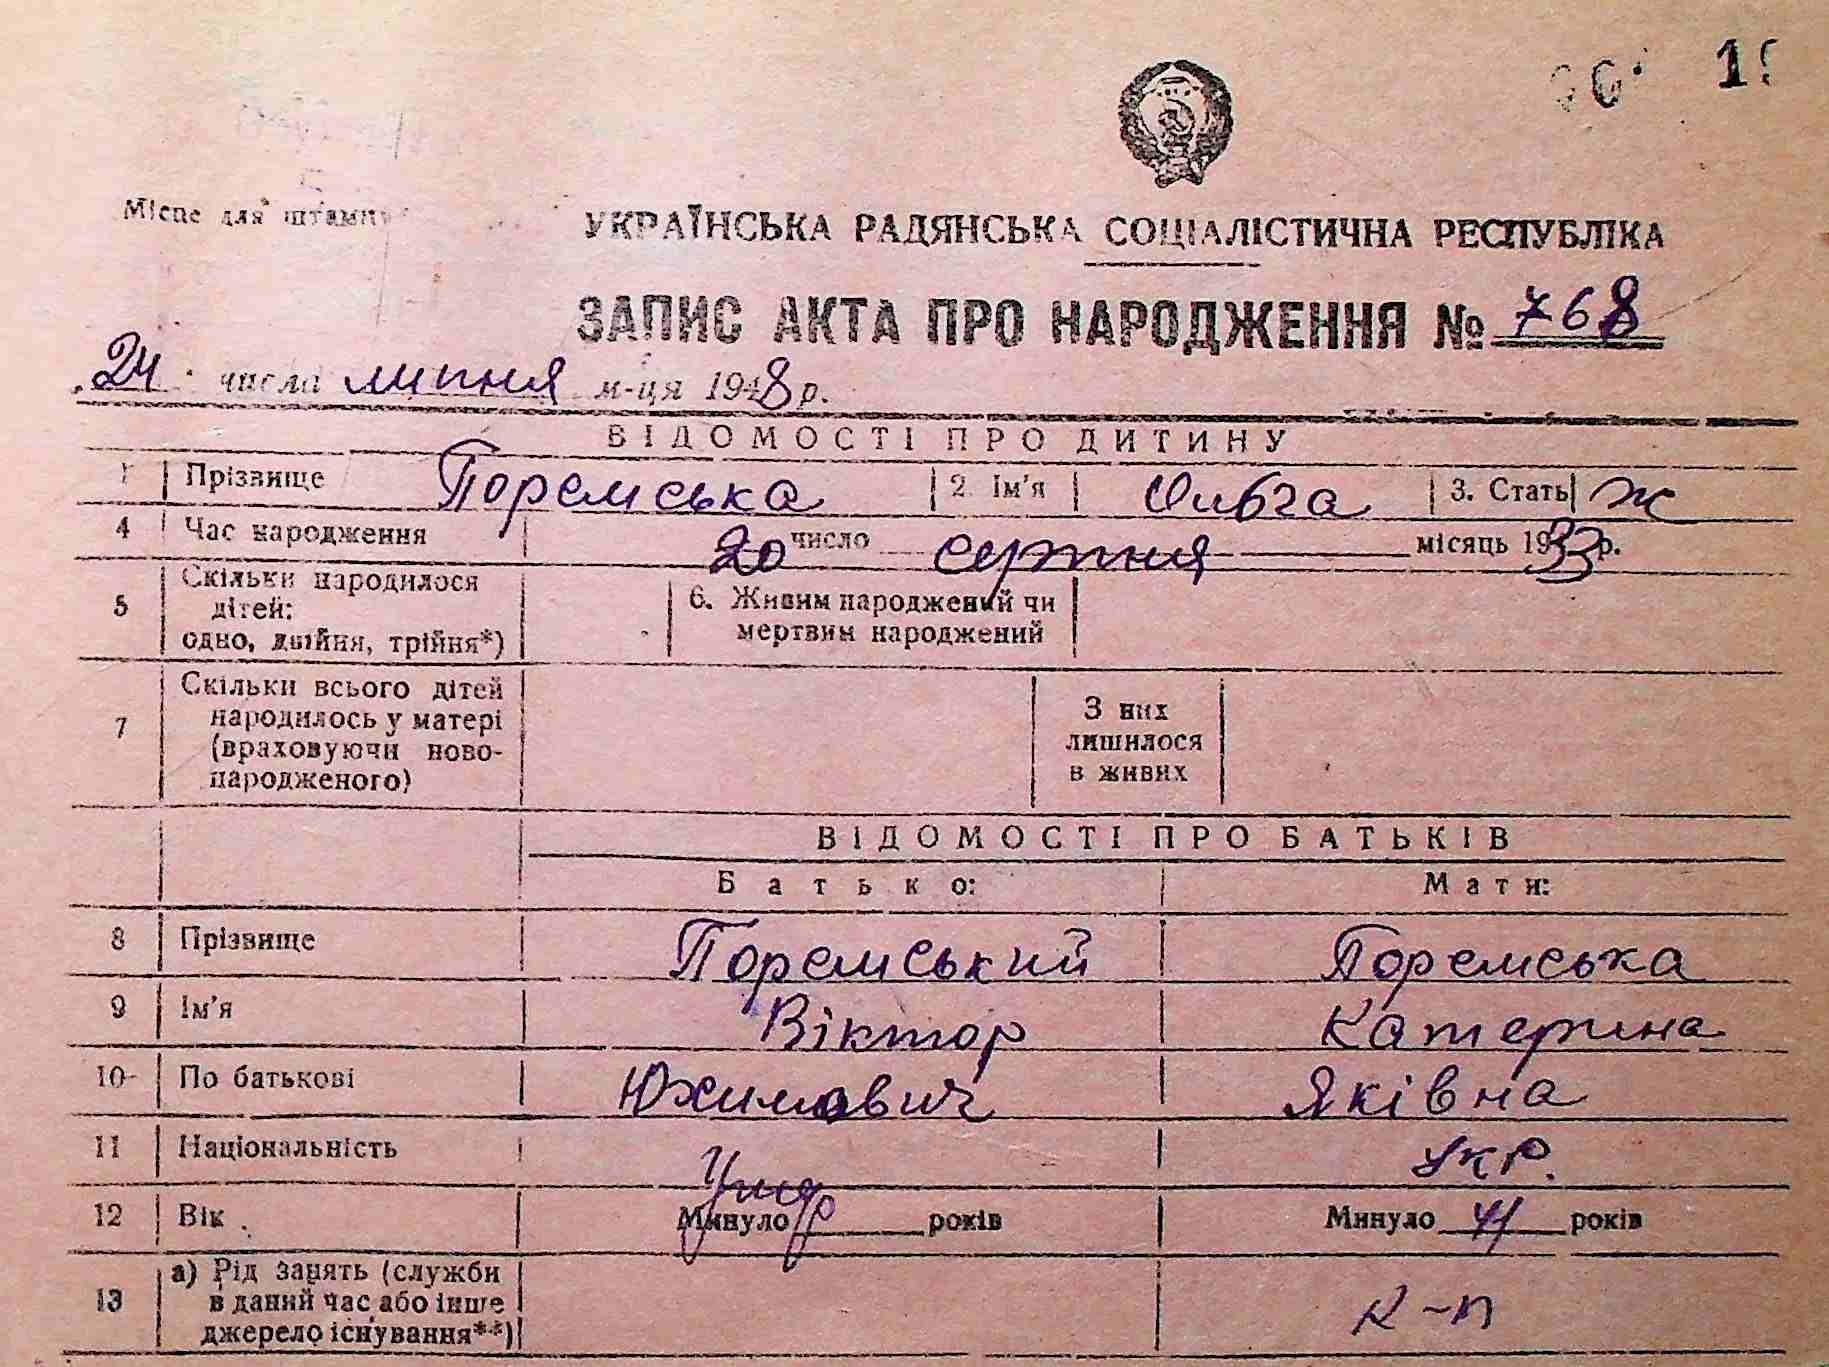 Місце для штампу
УКРАЇНСЬКА РАДЯНСЬКА СОЦІАЛІСТИЧНА РЕСПУБЛІКА
ЗАПИС АКТА ПРО НАРОДЖЕННЯ № 768
24 числа липня м-ця 1948 р.
ВІДОМОСТІ ПРО ДИТИНУ
1 Прізвище Поремська 2. Ім'я Ольга 3. Стать ж
4 Час народження 20 число серпня місяць 1933 р.
5 Скільки народилося дітей: одно, двійня, трійня*) 6. Живим народжений чи мертвим народжений
7 Скільки всього дітей народилось у матері (враховуючи ново-народженого) З них лишилося в живих
ВІДОМОСТІ ПРО БАТЬКІВ
Батько: Мати:
8 Прізвище Поремський Поремська
9 Ім'я Віктор Катерина
10 По батькові Юхимович Яківна
11 Національність укр.
12 Вік Минуло років Минуло 41 років
13 а) Рід занять (служби в даний час або інше джерело існування**) к-п